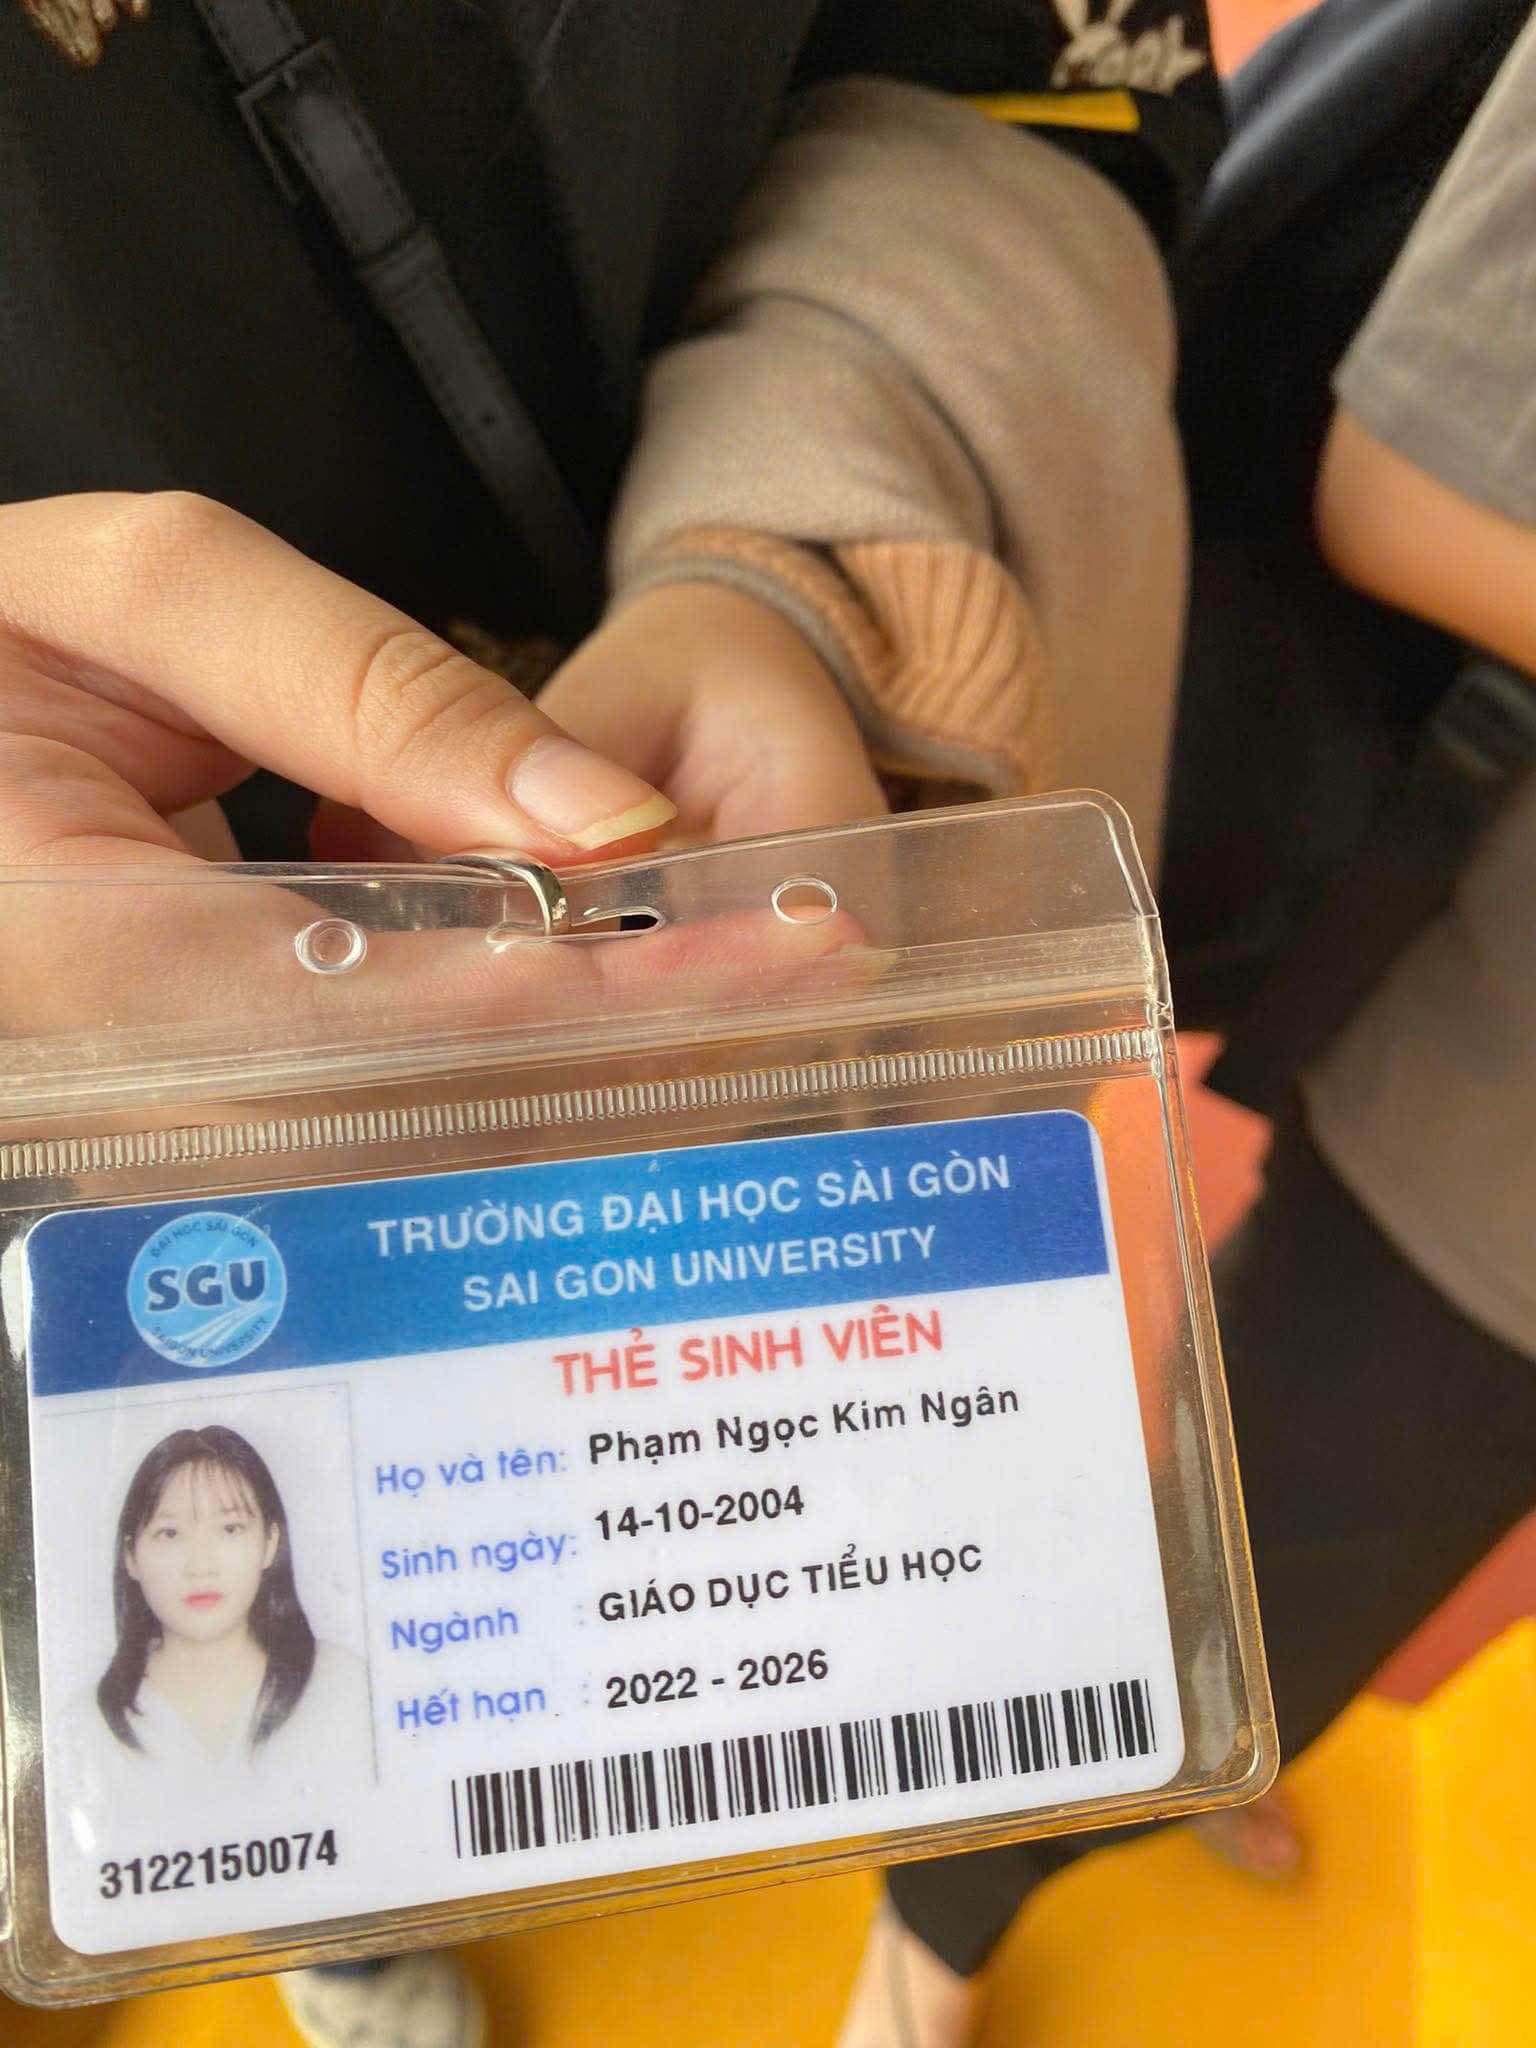 TRƯỜNG ĐẠI HỌC SÀI GÒN
SAI GON UNIVERSITY
ĐẠI HỌC SÀI GÒN
SGU
SAIGON UNIVERSITY
THẺ SINH VIÊN
Họ và tên: Phạm Ngọc Kim Ngân
Sinh ngày: 14-10-2004
Ngành : GIÁO DỤC TIỂU HỌC
Hết hạn : 2022 - 2026
3122150074